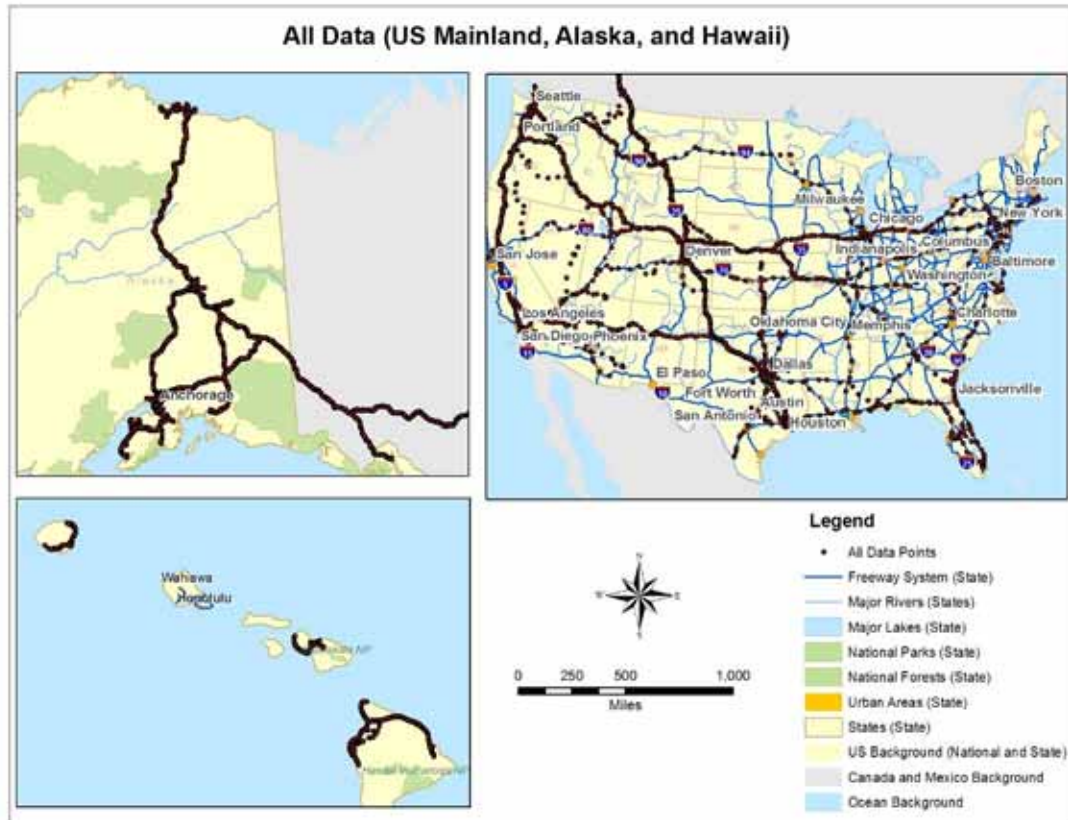 All Data (US Mainland, Alaska, and Hawaii)
Alaska
Anchorage
Seattle
Portland
Boston
Milwaukee
Chicago
New York
Columbus
Indianapolis
Baltimore
San Jose
Denver
Washington
Los Angeles
Oklahoma City
Memphis
Charlotte
San Diego
Phoenix
El Paso
Dallas
Fort Worth
Jacksonville
Austin
San Antonio
Houston
Wahiawa
Honolulu
Legend
All Data Points
Freeway System (State)
Major Rivers (States)
Major Lakes (State)
National Parks (State)
National Forests (State)
Urban Areas (State)
States (State)
US Background (National and State)
Canada and Mexico Background
Ocean Background
N
W
E
S
0 250 500 1,000
Miles